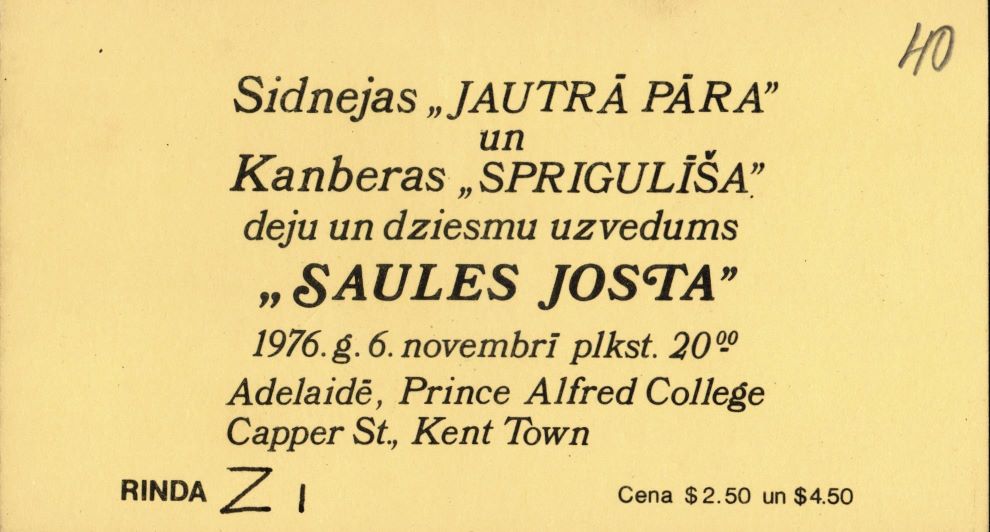 40
Sidnejas „JAUTRĀ PĀRA”
un
Kanberas „SPRIGULĪŠA”
deju un dziesmu uzvedums
„SAULES JOSTA”
1976. g. 6. novembrī plkst. 20⁰⁰
Adelaidē, Prince Alfred College
Capper St., Kent Town
RINDA Z 1
Cena $2.50 un $4.50